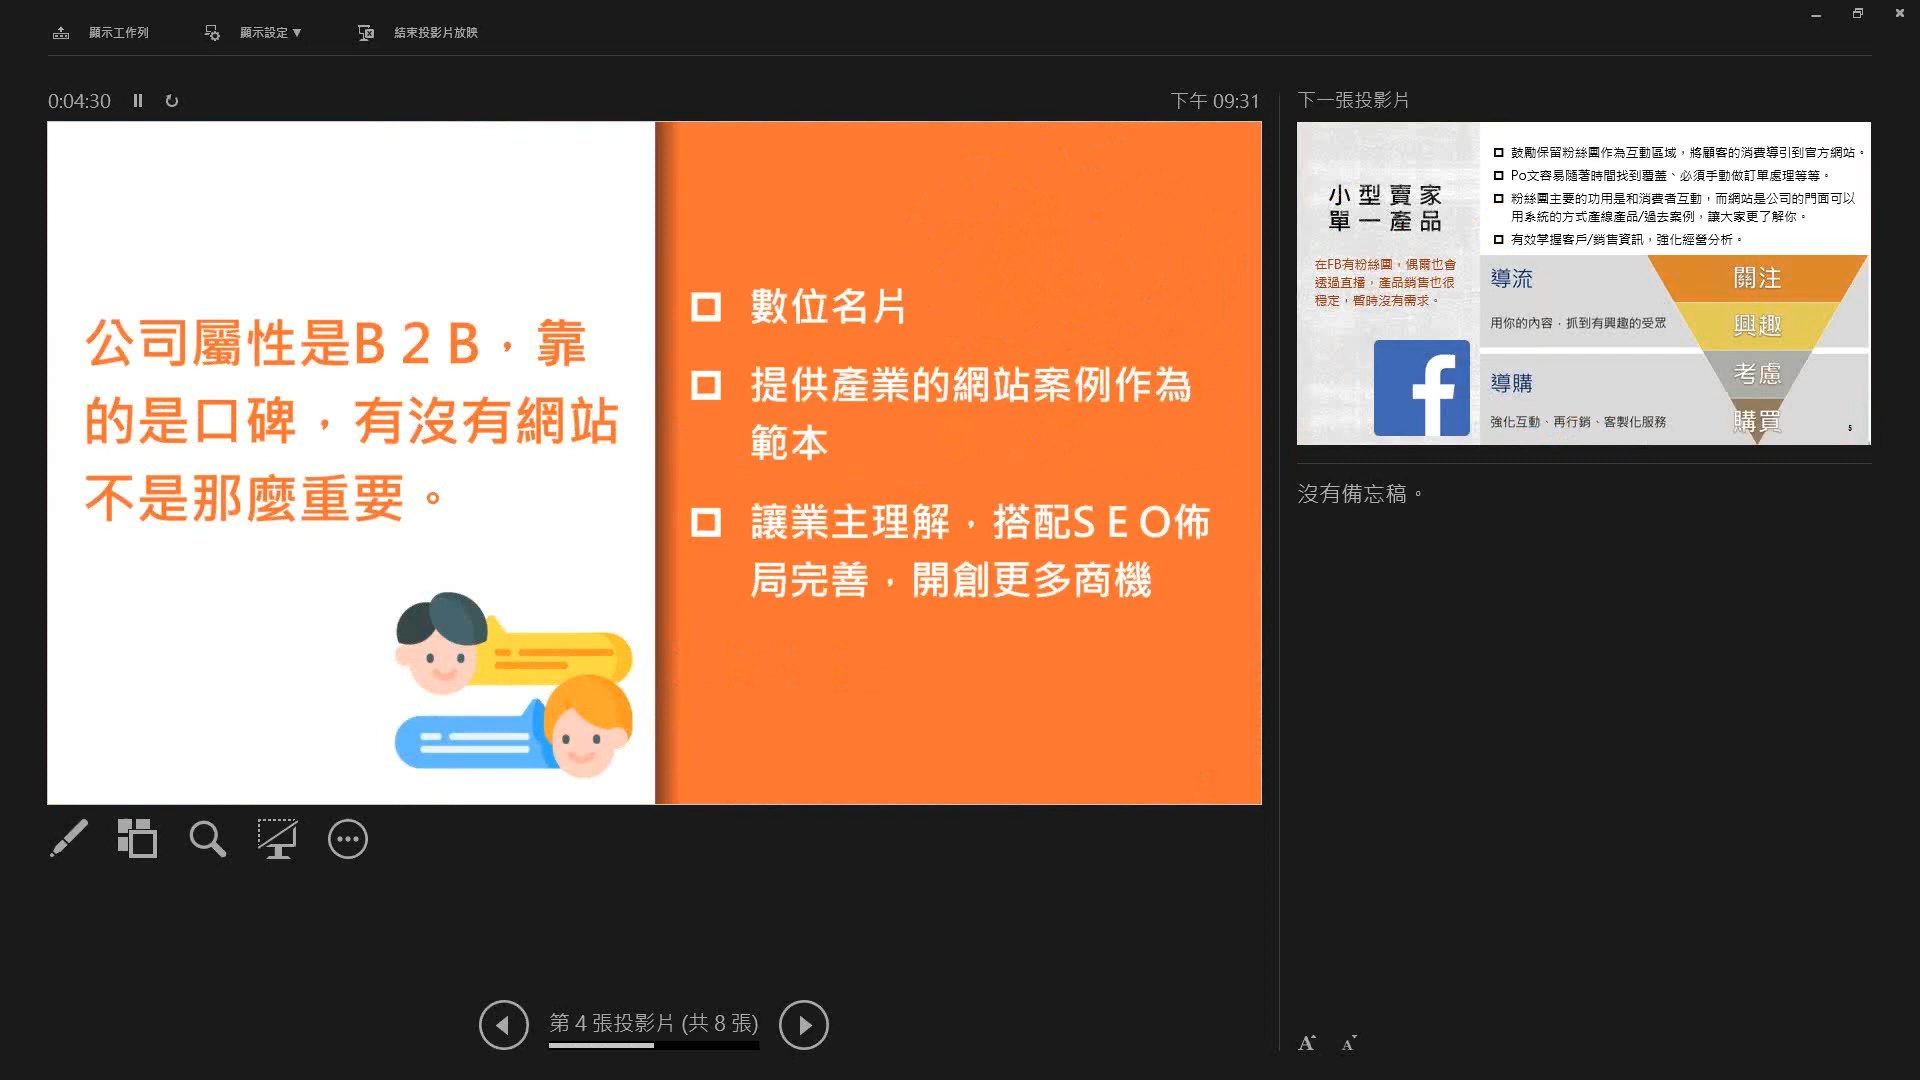 顯示工作列
顯示設定 ▼
結束投影片放映
0:04:30
下午 09:31
下一張投影片
公司屬性是B2B，靠
的是口碑，有沒有網站
不是那麼重要。
數位名片
提供產業的網站案例作為
範本
讓業主理解，搭配SEO佈
局完善，開創更多商機
小型賣家
單一產品
在FB有粉絲團，偶爾也會
透過直播，產品銷售也很
穩定，暫時沒有需求。
鼓勵保留粉絲團作為互動區域，將顧客的消費導引到官方網站。
Po文容易隨著時間找到覆蓋、必須手動做訂單處理等等。
粉絲團主要的功用是和消費者互動，而網站是公司的門面可以
用系統的方式產線產品/過去案例，讓大家更了解你。
有效掌握客戶/銷售資訊，強化經營分析。
導流
用你的內容，抓到有興趣的受眾
導購
強化互動、再行銷、客製化服務
關注
興趣
考慮
購買
5
沒有備忘稿。
第 4 張投影片 (共 8 張)
A A